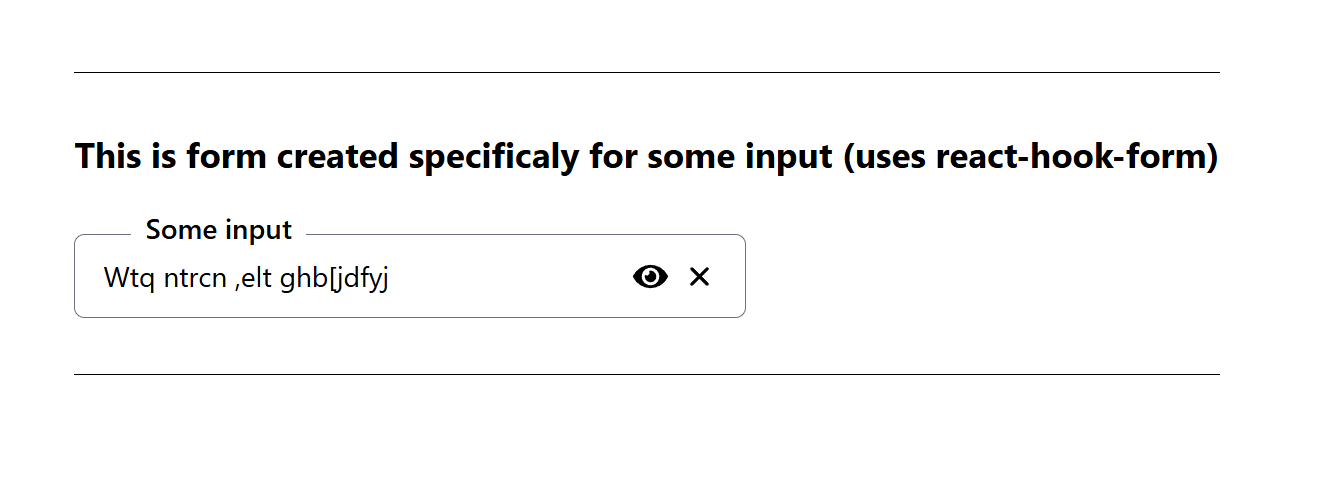 This is form created specificaly for some input (uses react-hook-form)
Some input
Wtq ntrcn ,elt ghb[jdfyj